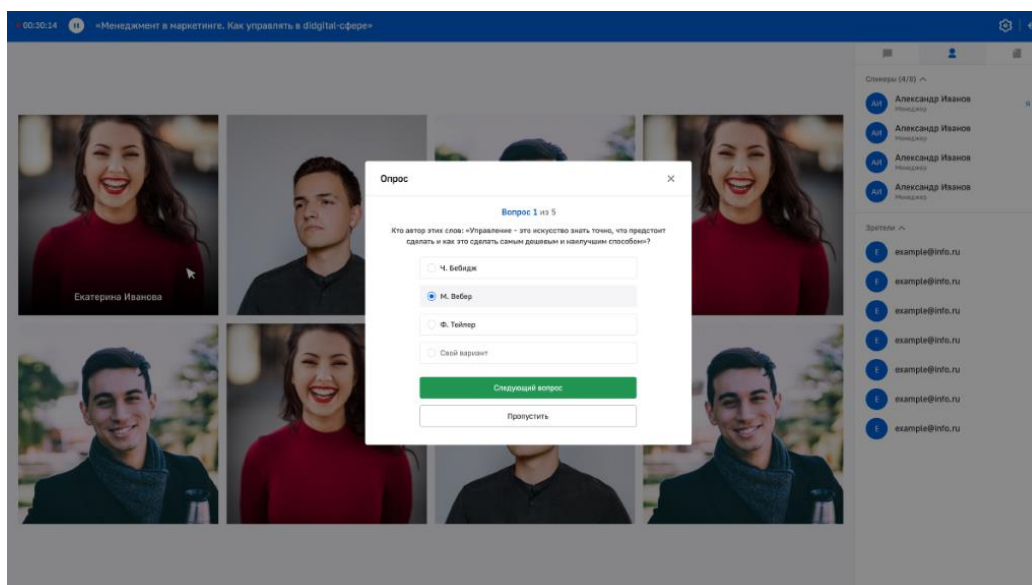 00:30:14 «Менеджмент в маркетинге. Как управлять в didgital-сфере»
Спикеры (4/8)
АИ Александр Иванов
Менеджер
Я
АИ Александр Иванов
Менеджер
АИ Александр Иванов
Менеджер
АИ Александр Иванов
Менеджер
Зрители
E example@info.ru
E example@info.ru
E example@info.ru
E example@info.ru
E example@info.ru
E example@info.ru
E example@info.ru
Екатерина Иванова
Опрос
Вопрос 1 из 5
Кто автор этих слов: «Управление - это искусство знать точно, что предстоит
сделать и как это сделать самым дешевым и наилучшим способом»?
Ч. Бебидж
М. Вебер
Ф. Тейлор
Свой вариант
Следующий вопрос
Пропустить